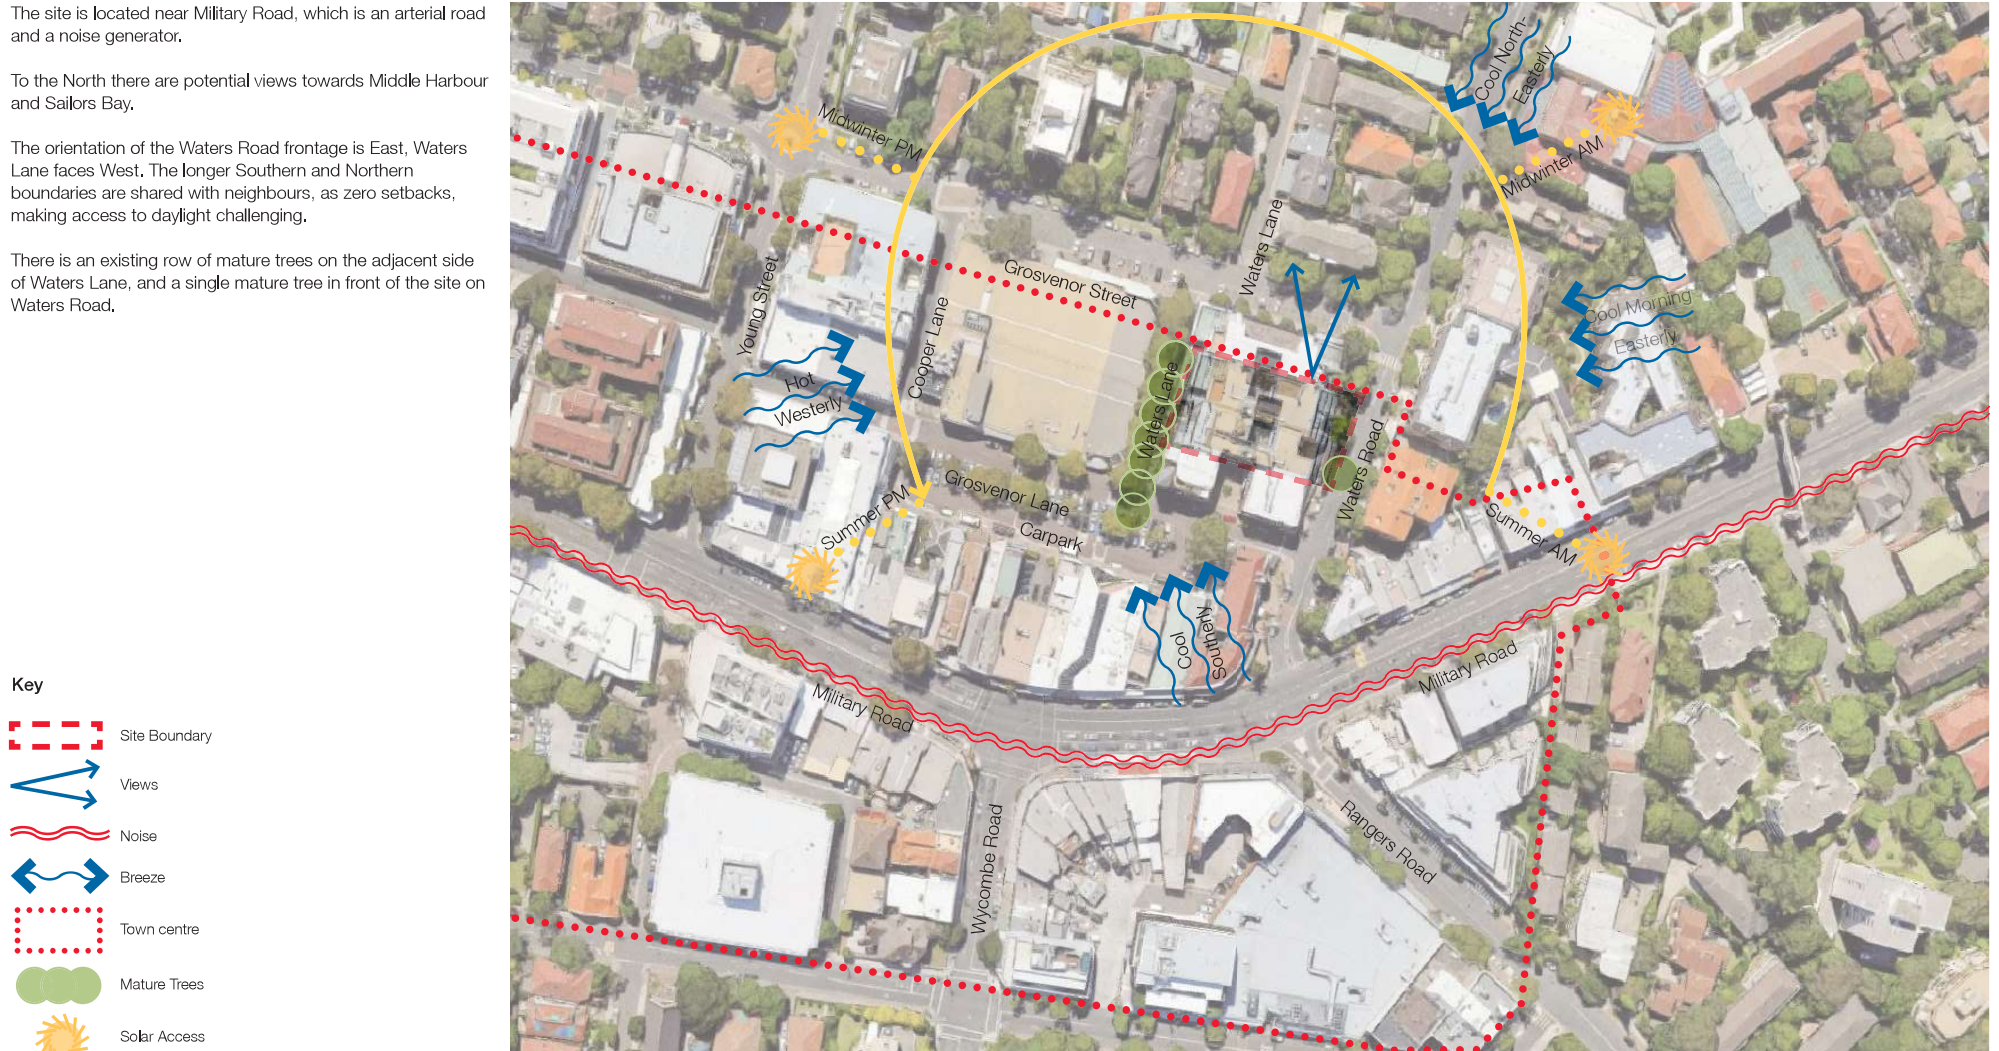 The site is located near Military Road, which is an arterial road
and a noise generator.
To the North there are potential views towards Middle Harbour
and Sailors Bay.
The orientation of the Waters Road frontage is East, Waters
Lane faces West. The longer Southern and Northern
boundaries are shared with neighbours, as zero setbacks,
making access to daylight challenging.
There is an existing row of mature trees on the adjacent side
of Waters Lane, and a single mature tree in front of the site on
Waters Road.
Key
Site Boundary
Views
Noise
Breeze
Town centre
Mature Trees
Solar Access
Cool North-
Easterly
Midwinter PM
Midwinter AM
Waters Lane
Grosvenor Street
Young Street
Cooper Lane
Cool Morning
Easterly
Hot
Westerly
Waters Lane
Waters Road
Grosvenor Lane
Carpark
Summer PM
Summer AM
Cool
Southerly
Military Road
Military Road
Wycombe Road
Rangers Road